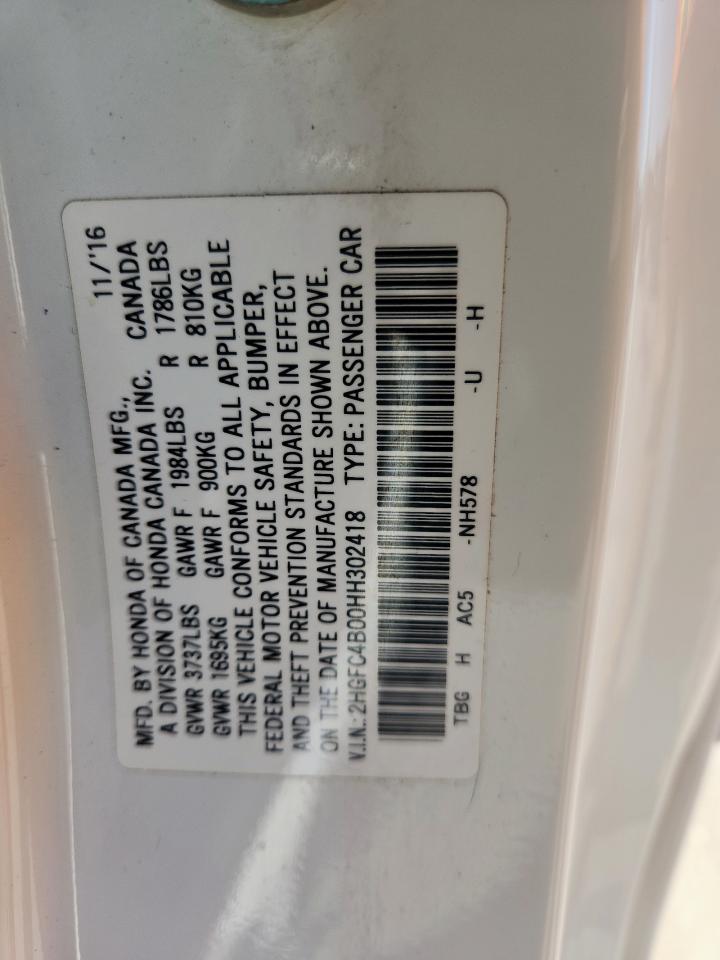 MFD. BY HONDA OF CANADA MFG., 11/'16
A DIVISION OF HONDA CANADA INC. CANADA
GVWR 3737LBS GAWR F 1984LBS R 1786LBS
GVWR 1695KG GAWR F 900KG R 810KG
THIS VEHICLE CONFORMS TO ALL APPLICABLE
FEDERAL MOTOR VEHICLE SAFETY, BUMPER,
AND THEFT PREVENTION STANDARDS IN EFFECT
ON THE DATE OF MANUFACTURE SHOWN ABOVE.
V.I.N.: 2HGFC4B00HH302418 TYPE: PASSENGER CAR
TBG H AC5 -NH578 -U -H